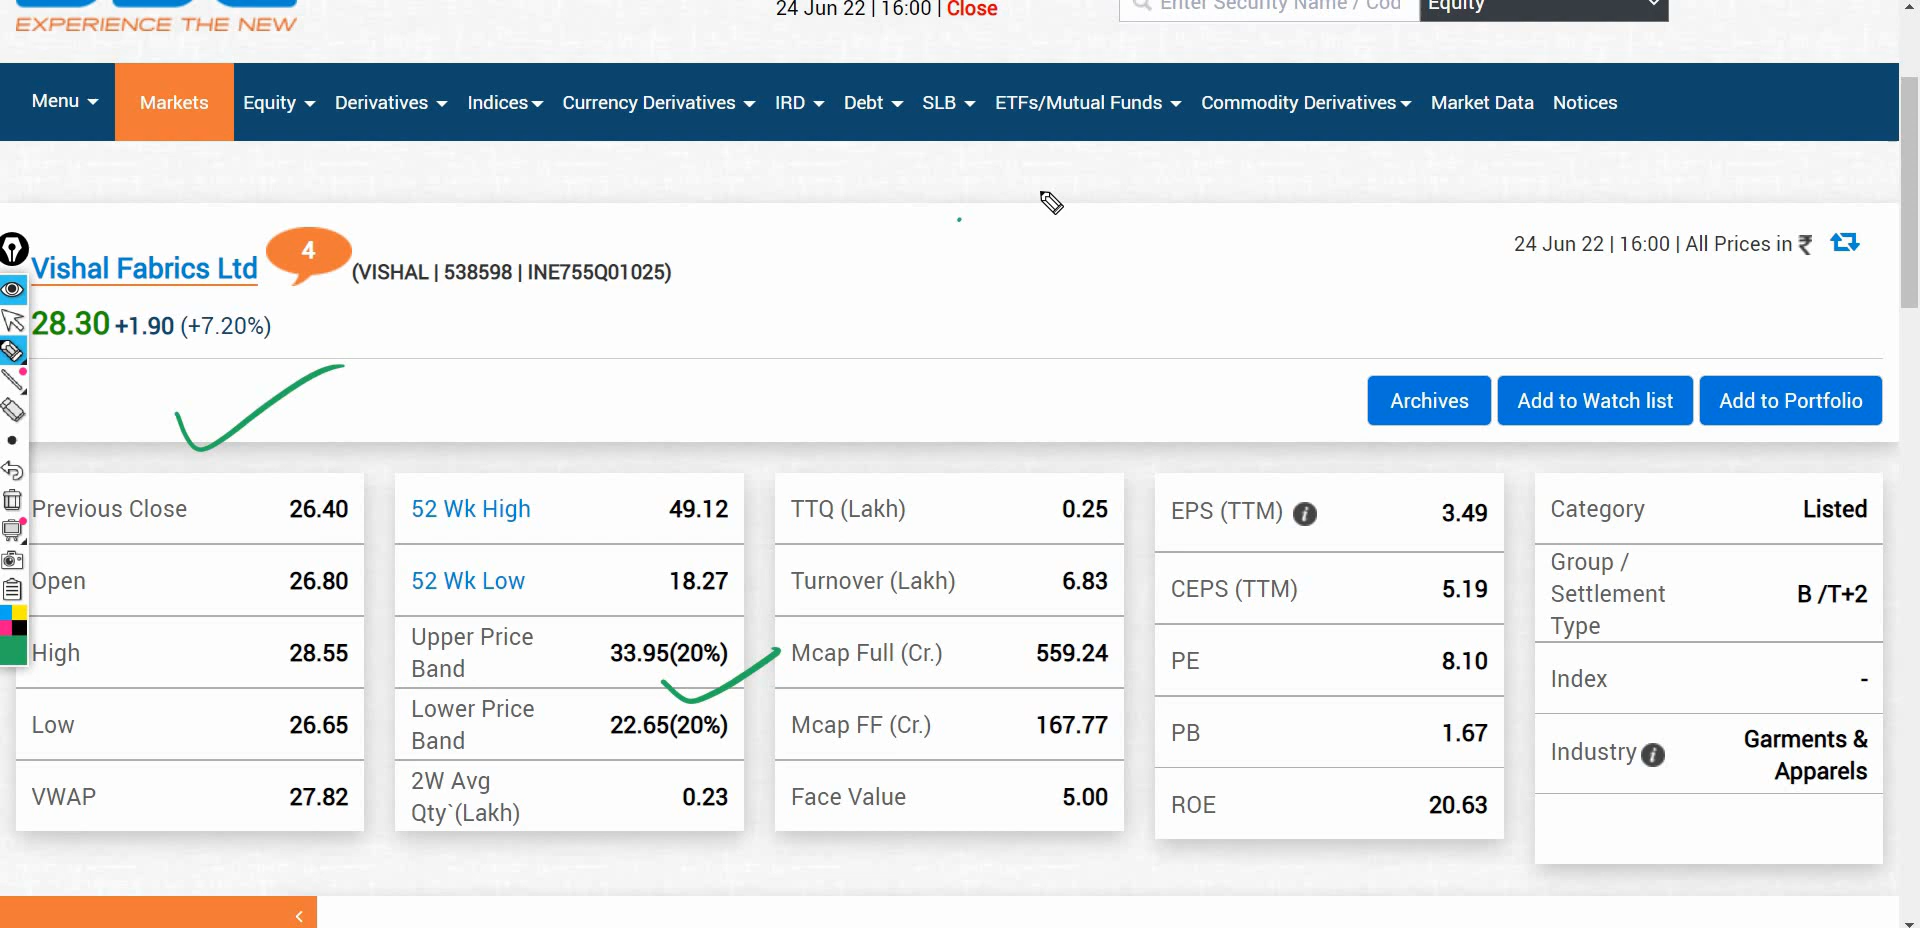 EXPERIENCE THE NEW
24 Jun 22 | 16:00 | Close
Enter Security Name / Cod
Equity
Menu
Markets
Equity
Derivatives
Indices
Currency Derivatives
IRD
Debt
SLB
ETFs/Mutual Funds
Commodity Derivatives
Market Data
Notices
Vishal Fabrics Ltd
4
(VISHAL | 538598 | INE755Q01025)
24 Jun 22 | 16:00 | All Prices in ₹
28.30 +1.90 (+7.20%)
Archives
Add to Watch list
Add to Portfolio
Previous Close 26.40
Open 26.80
High 28.55
Low 26.65
VWAP 27.82
52 Wk High 49.12
52 Wk Low 18.27
Upper Price
Band 33.95(20%)
Lower Price
Band 22.65(20%)
2W Avg
Qty`(Lakh) 0.23
TTQ (Lakh) 0.25
Turnover (Lakh) 6.83
Mcap Full (Cr.) 559.24
Mcap FF (Cr.) 167.77
Face Value 5.00
EPS (TTM) i 3.49
CEPS (TTM) 5.19
PE 8.10
PB 1.67
ROE 20.63
Category Listed
Group /
Settlement
Type B /T+2
Index -
Industry i Garments &
Apparels